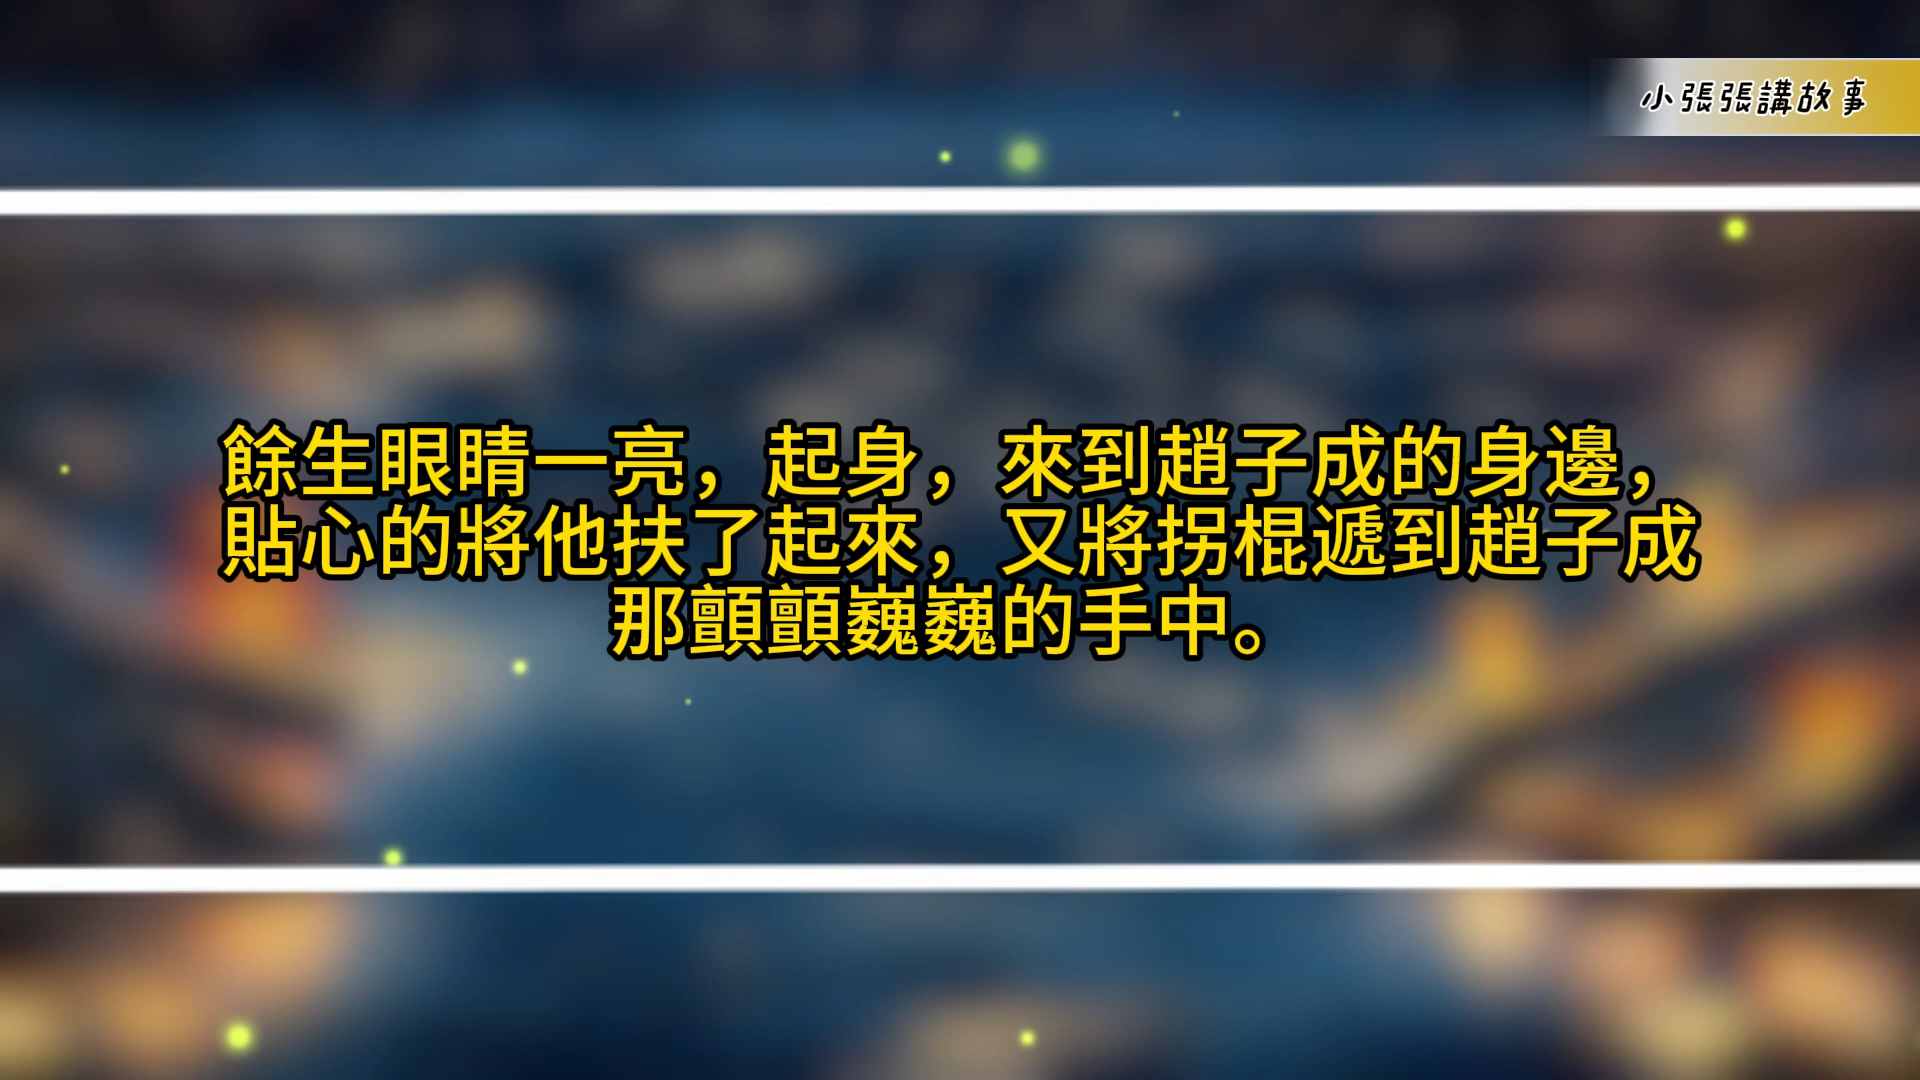 小張張講故事
餘生眼睛一亮，起身，來到趙子成的身邊，
貼心的將他扶了起來，又將拐棍遞到趙子成
那顫顫巍巍的手中。